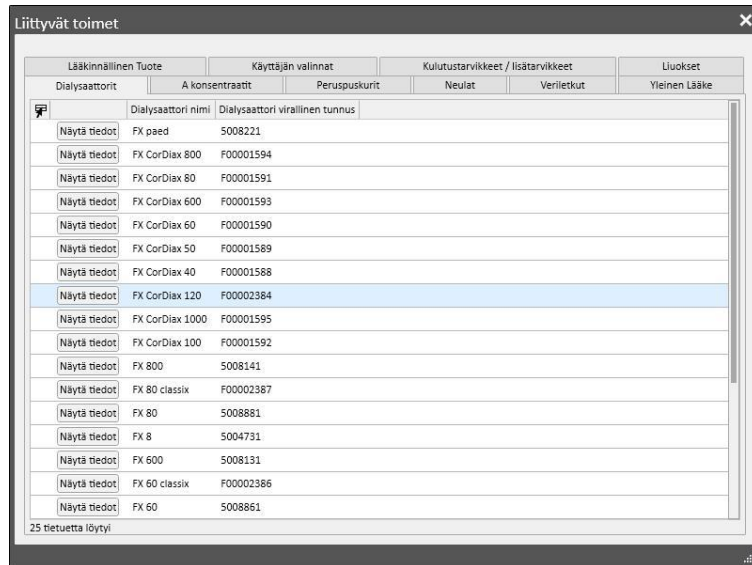 Liittyvät toimet
Lääkinnällinen Tuote Käyttäjän valinnat Kulutustarvikkeet / lisätarvikkeet Liuokset
Dialysaattorit A konsentraatit Peruspuskurit Neulat Veriletkut Yleinen Lääke
Dialysaattori nimi Dialysaattori virallinen tunnus
Näytä tiedot FX paed 5008221
Näytä tiedot FX CorDiax 800 F00001594
Näytä tiedot FX CorDiax 80 F00001591
Näytä tiedot FX CorDiax 600 F00001593
Näytä tiedot FX CorDiax 60 F00001590
Näytä tiedot FX CorDiax 50 F00001589
Näytä tiedot FX CorDiax 40 F00001588
Näytä tiedot FX CorDiax 120 F00002384
Näytä tiedot FX CorDiax 1000 F00001595
Näytä tiedot FX CorDiax 100 F00001592
Näytä tiedot FX 800 5008141
Näytä tiedot FX 80 classix F00002387
Näytä tiedot FX 80 5008881
Näytä tiedot FX 8 5004731
Näytä tiedot FX 600 5008131
Näytä tiedot FX 60 classix F00002386
Näytä tiedot FX 60 5008861
25 tietuetta löytyi